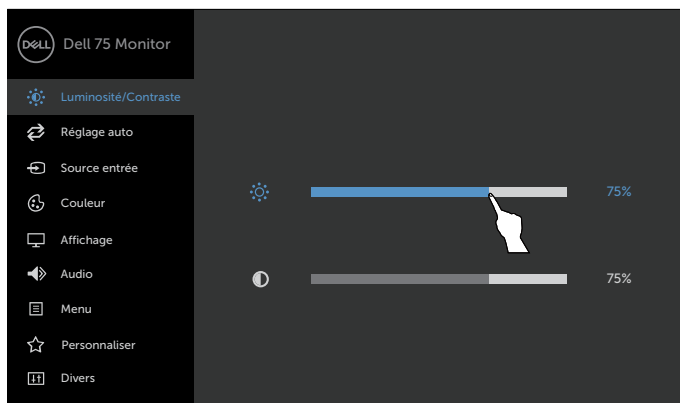 DELL Dell 75 Monitor
Luminosité/Contraste
Réglage auto
Source entrée
75%
Couleur
Affichage
Audio
75%
Menu
Personnaliser
Divers